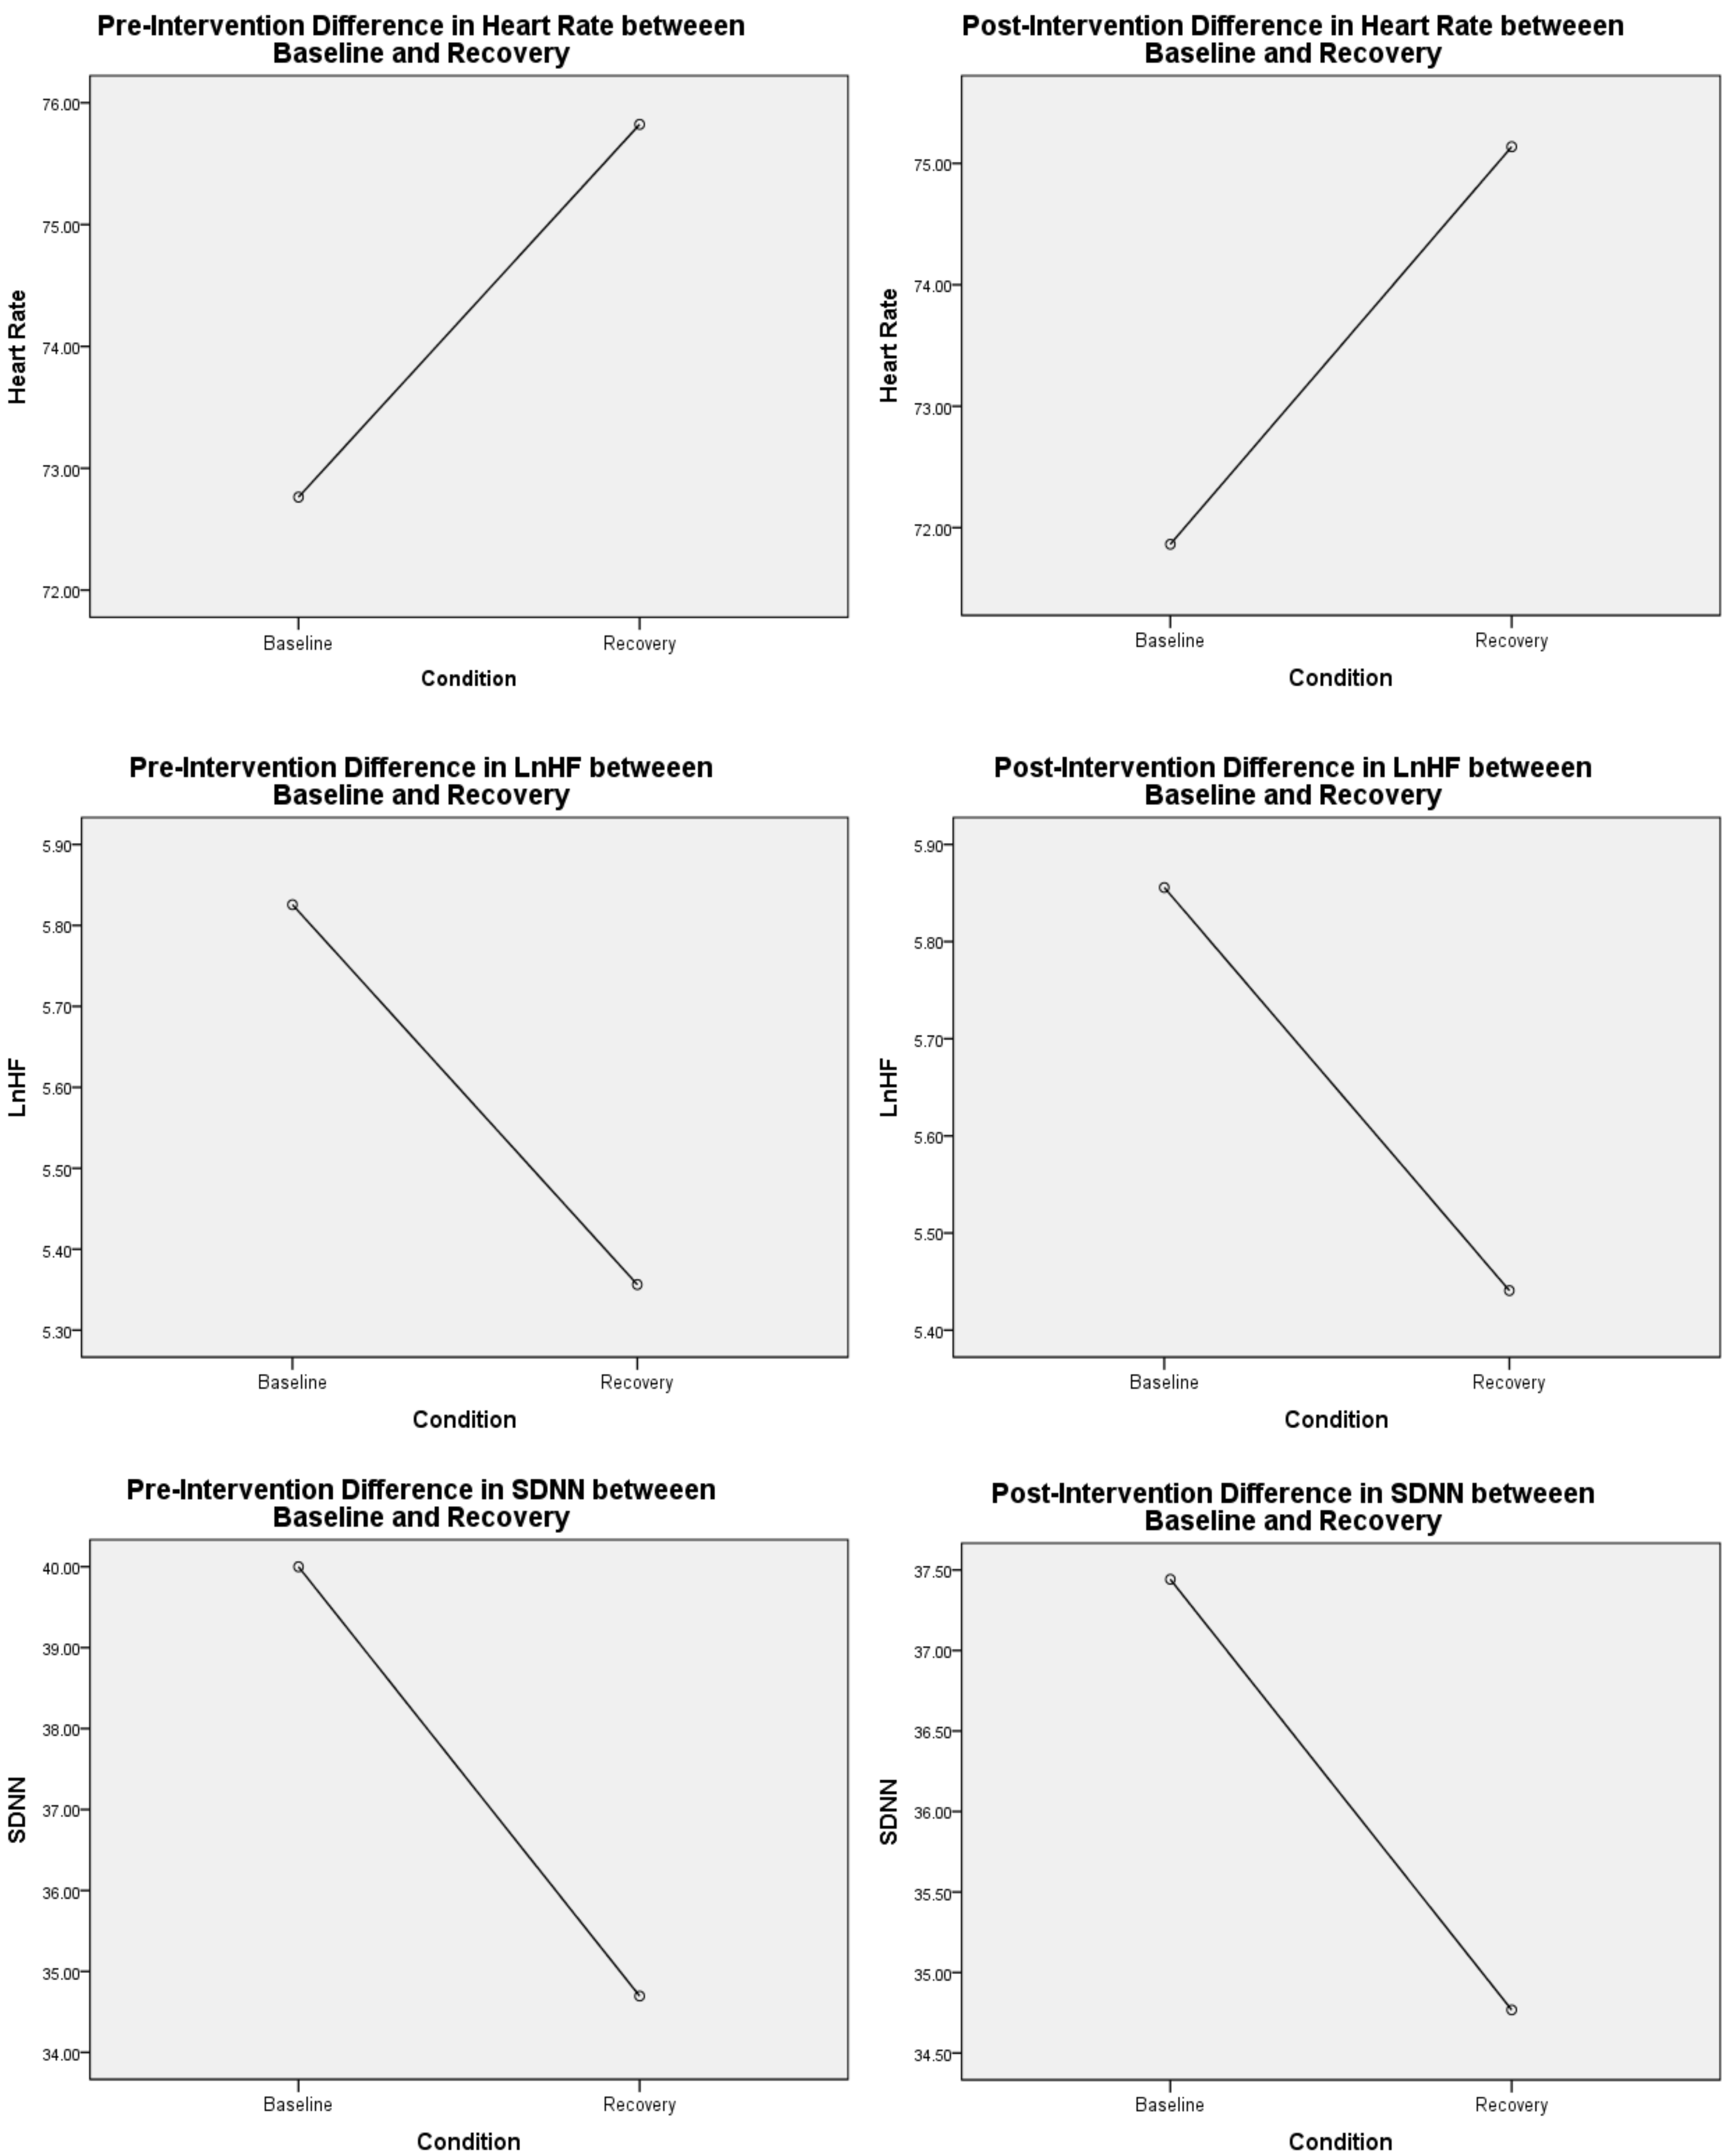 Pre-Intervention Difference in Heart Rate betweeen
Baseline and Recovery
76.00
75.00
74.00
73.00
72.00
Heart Rate
Baseline
Recovery
Condition
Post-Intervention Difference in Heart Rate betweeen
Baseline and Recovery
75.00
74.00
73.00
72.00
Heart Rate
Baseline
Recovery
Condition
Pre-Intervention Difference in LnHF betweeen
Baseline and Recovery
5.90
5.80
5.70
5.60
5.50
5.40
5.30
LnHF
Baseline
Recovery
Condition
Post-Intervention Difference in LnHF betweeen
Baseline and Recovery
5.90
5.80
5.70
5.60
5.50
5.40
LnHF
Baseline
Recovery
Condition
Pre-Intervention Difference in SDNN betweeen
Baseline and Recovery
40.00
39.00
38.00
37.00
36.00
35.00
34.00
SDNN
Baseline
Recovery
Condition
Post-Intervention Difference in SDNN betweeen
Baseline and Recovery
37.50
37.00
36.50
36.00
35.50
35.00
34.50
SDNN
Baseline
Recovery
Condition